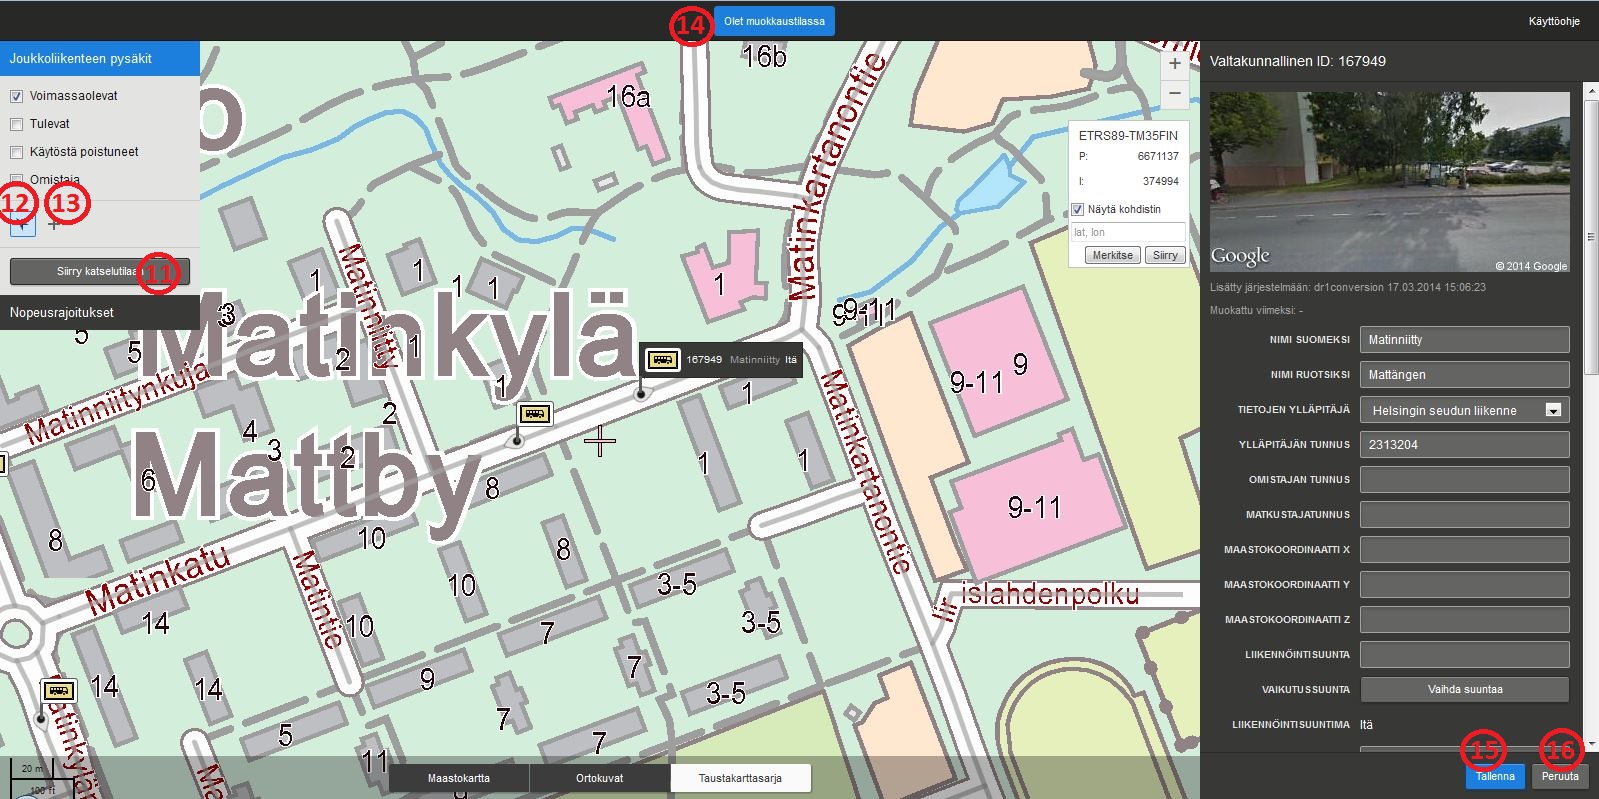 14
Olet muokkaustilassa
Käyttöohje
Joukkoliikenteen pysäkit
Voimassaolevat
Tulevat
Käytöstä poistuneet
Omistaja
12
13
+
Siirry katselutilaan
11
Nopeusrajoitukset
16b
16a
Matinkartanontie
+
−
ETRS89-TM35FIN
P: 6671137
I: 374994
Näytä kohdistin
lat, lon
Merkitse
Siirry
Matinniitty
1
1
1
1
1
3
5
5
2
1
9-11
9-11
Matinkylä
167949 Matinniitty Itä
9
9-11
1
1
Matinniitynkuja
2
4
3
2
6
Mattby
8
1
1
Matinkartanontie
9-11
8
10
8
Matinkatu
Matintie
10
3-5
islahdenpolku
14
10
7
3-5
7
9
14
14
3-5
7
5
7
11
20 m
100 ft
Maastokartta
Ortokuvat
Taustakarttasarja
Valtakunnallinen ID: 167949
Google
© 2014 Google
Lisätty järjestelmään: dr1conversion 17.03.2014 15:06:23
Muokattu viimeksi: -
NIMI SUOMEKSI Matinniitty
NIMI RUOTSIKSI Mattängen
TIETOJEN YLLÄPITÄJÄ Helsingin seudun liikenne
YLLÄPITÄJÄN TUNNUS 2313204
OMISTAJAN TUNNUS
MATKUSTAJATUNNUS
MAASTOKOORDINAATTI X
MAASTOKOORDINAATTI Y
MAASTOKOORDINAATTI Z
LIIKENNÖINTISUUNTA
VAIKUTUSSUUNTA Vaihda suuntaa
LIIKENNÖINTISUUNTIMA Itä
15
16
Tallenna
Peruuta